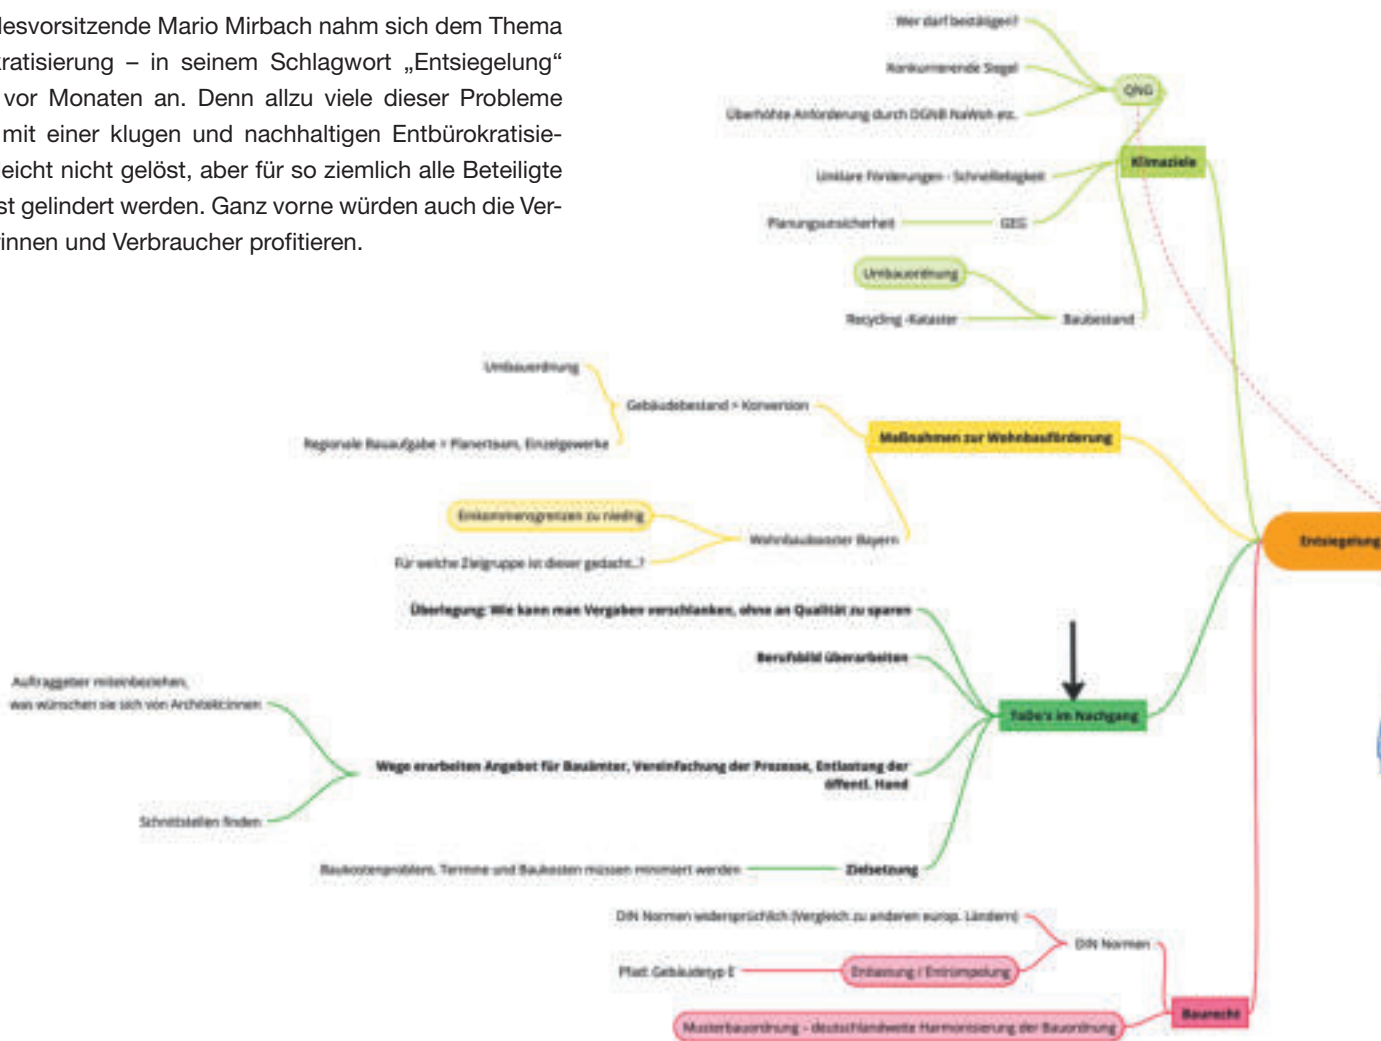 desvorsitzende Mario Mirbach nahm sich dem Thema
kratisierung – in seinem Schlagwort „Entsiegelung“
vor Monaten an. Denn allzu viele dieser Probleme
mit einer klugen und nachhaltigen Entbürokratisie-
leicht nicht gelöst, aber für so ziemlich alle Beteiligte
st gelindert werden. Ganz vorne würden auch die Ver-
rinnen und Verbraucher profitieren.
Wer darf bestätigen?
Konkurrierende Siegel
QNG
Überhöhte Anforderung durch DGNB NaWoh etc.
Klimaziele
Unklare Förderungen - Schnelllebigkeit
Planungsunsicherheit
GEG
Umbauordnung
Recycling -Kataster
Baubestand
Umbauordnung
Gebäudebestand > Konversion
Regionale Bauaufgabe > Planerteam, Einzelgewerke
Maßnahmen zur Wohnbauförderung
Einkommensgrenzen zu niedrig
Wohnbaubooster Bayern
Für welche Zielgruppe ist dieser gedacht..?
Entsiegelung
Überlegung: Wie kann man Vergaben verschlanken, ohne an Qualität zu sparen
Berufsbild überarbeiten
Auftraggeber miteinbeziehen,
was wünschen sie sich von Architekt:innen
ToDo's im Nachgang
Wege erarbeiten Angebot für Bauämter, Vereinfachung der Prozesse, Entlastung der
öffentl. Hand
Schnittstellen finden
Baukostenproblem, Termine und Baukosten müssen minimiert werden
Zielsetzung
DIN Normen widersprüchlich (Vergleich zu anderen europ. Ländern)
DIN Normen
Pfad: Gebäudetyp E
Entlastung / Entrümpelung
Baurecht
Musterbauordnung - deutschlandweite Harmonisierung der Bauordnung